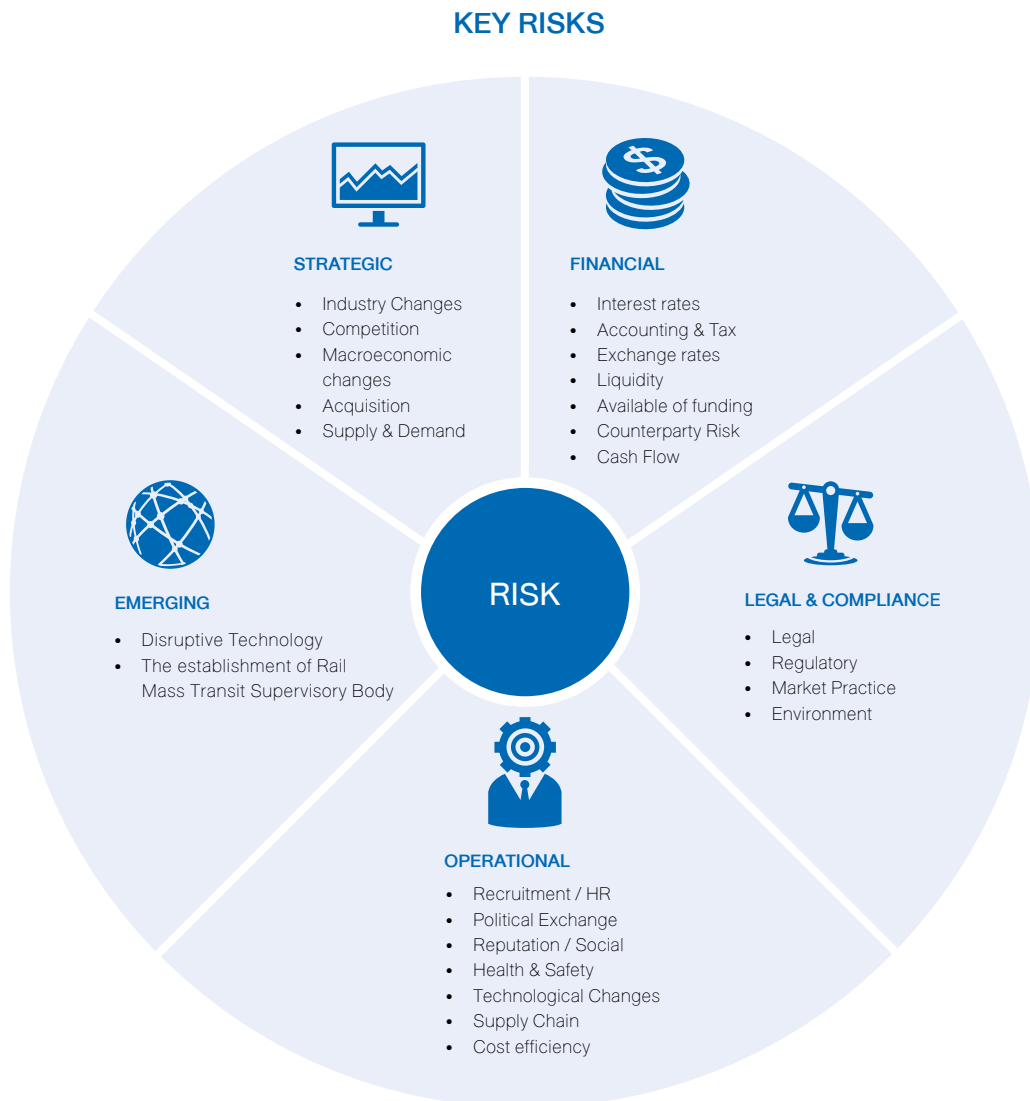 KEY RISKS
$
STRATEGIC
• Industry Changes
• Competition
• Macroeconomic
changes
• Acquisition
• Supply & Demand
FINANCIAL
• Interest rates
• Accounting & Tax
• Exchange rates
• Liquidity
• Available of funding
• Counterparty Risk
• Cash Flow
EMERGING
• Disruptive Technology
• The establishment of Rail
Mass Transit Supervisory Body
RISK
LEGAL & COMPLIANCE
• Legal
• Regulatory
• Market Practice
• Environment
OPERATIONAL
• Recruitment / HR
• Political Exchange
• Reputation / Social
• Health & Safety
• Technological Changes
• Supply Chain
• Cost efficiency